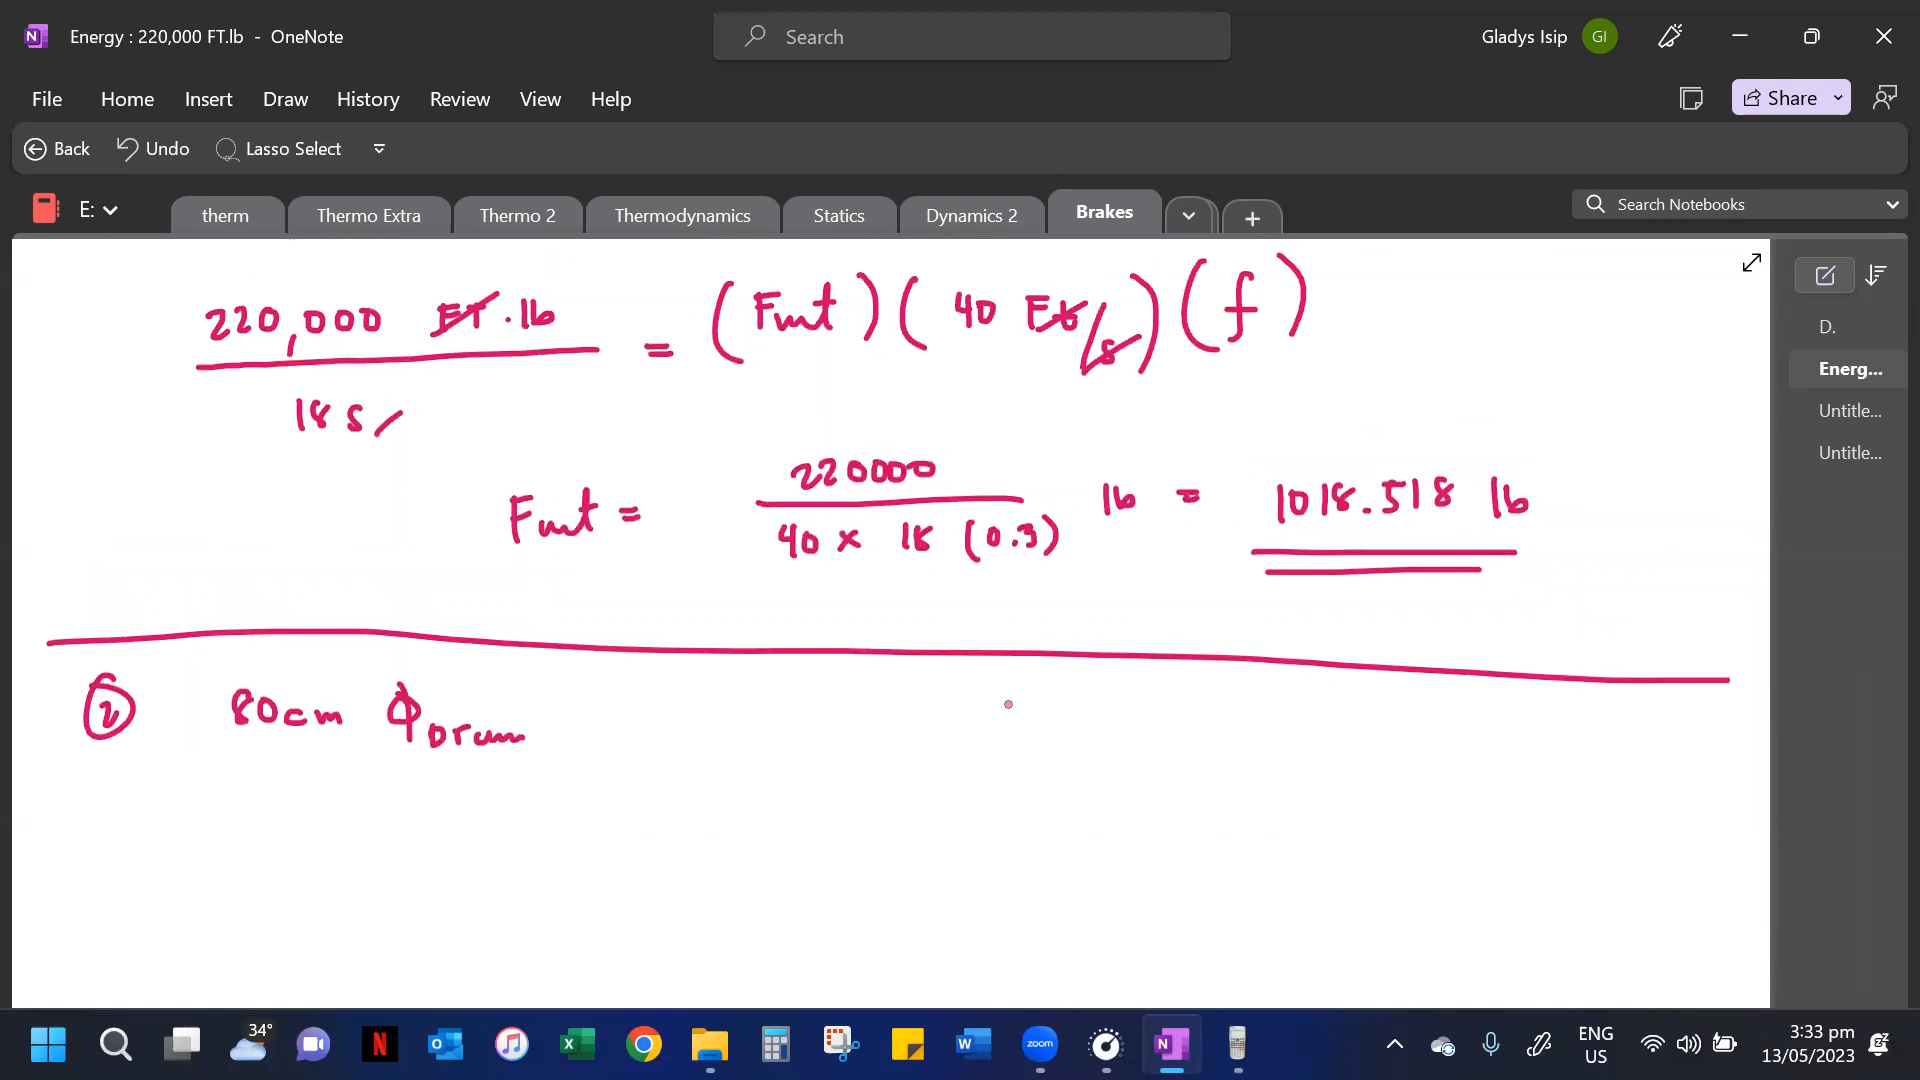 Energy : 220,000 FT.lb - OneNote
Search
Gladys Isip
GI
File Home Insert Draw History Review View Help
Share
Back Undo Lasso Select
E:
therm Thermo Extra Thermo 2 Thermodynamics Statics Dynamics 2 Brakes
Search Notebooks
220,000 FT.lb / 18 s = (Fnt) (40 Ft/s) (f)
Fnt = 220000 / 40 x 18 (0.3) lb = 1018.518 lb
② 80cm ϕDrum
D.
Energ...
Untitle...
Untitle...
34°
zoom
ENG
US
3:33 pm
13/05/2023